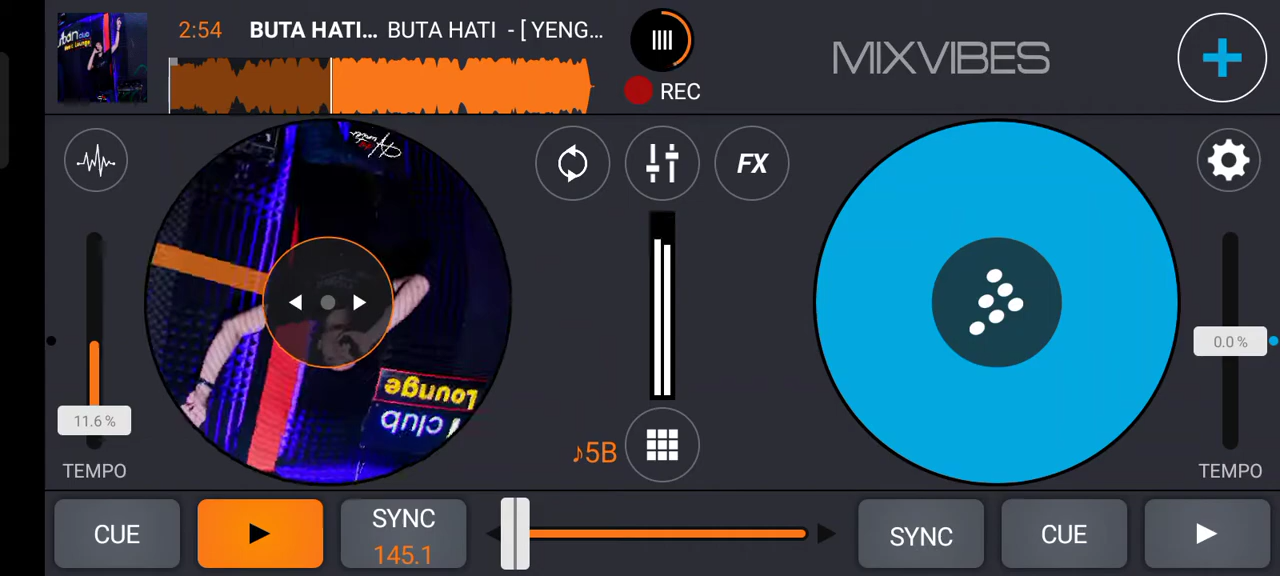 2:54 BUTA HATI... BUTA HATI - [ YENG...
REC
MIXVIBES
FX
11.6 %
0.0 %
TEMPO
TEMPO
♪5B
Lounge
club
CUE
SYNC
145.1
SYNC
CUE